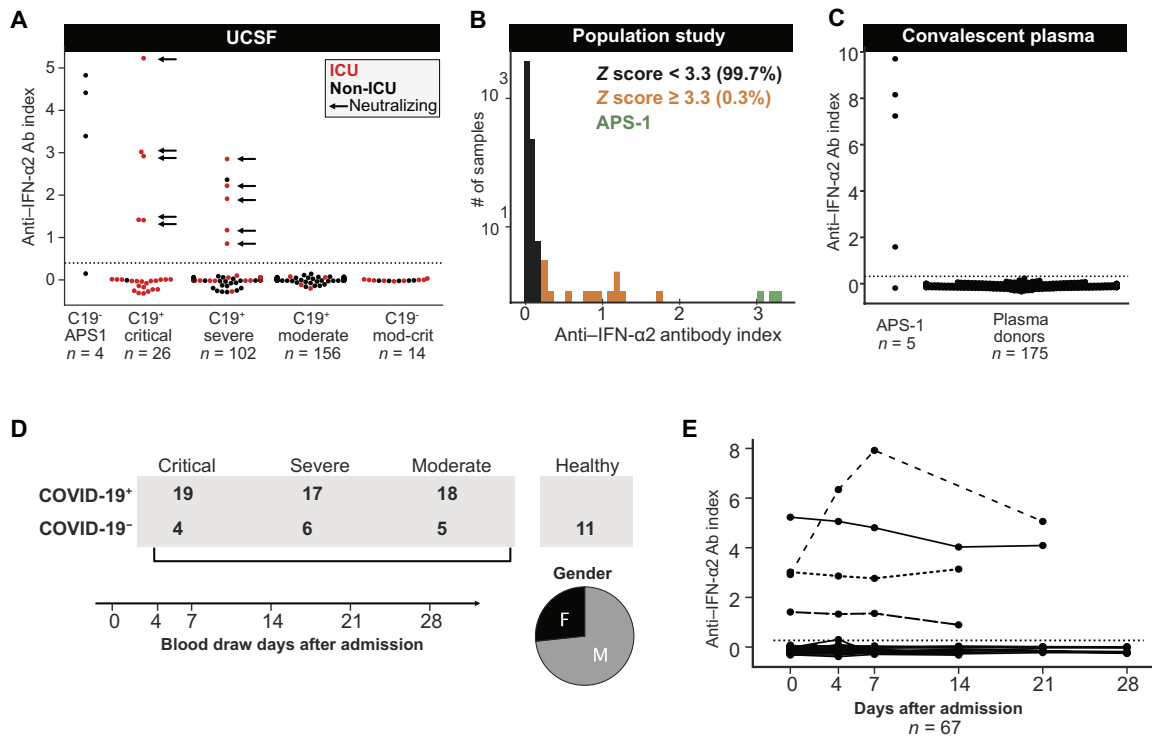 A
UCSF
Anti–IFN-α2 Ab index
5
4
3
2
1
0
ICU
Non-ICU
Neutralizing
C19⁻ APS1 n = 4
C19⁺ critical n = 26
C19⁺ severe n = 102
C19⁺ moderate n = 156
C19⁻ mod-crit n = 14
B
Population study
# of samples
10³
10¹
Z score < 3.3 (99.7%)
Z score ≥ 3.3 (0.3%)
APS-1
0 1 2 3
Anti–IFN-α2 antibody index
C
Convalescent plasma
Anti–IFN-α2 Ab index
10
8
6
4
2
0
APS-1 n = 5
Plasma donors n = 175
D
Critical Severe Moderate Healthy
COVID-19⁺ 19 17 18
COVID-19⁻ 4 6 5 11
0 4 7 14 21 28
Blood draw days after admission
Gender
F
M
E
Anti–IFN-α2 Ab index
8
6
4
2
0
0 4 7 14 21 28
Days after admission
n = 67